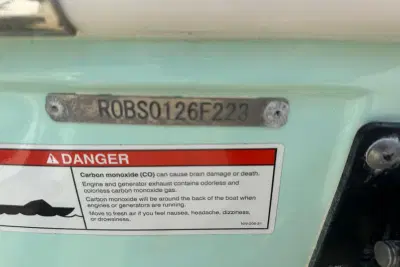 ROBS0126F223
DANGER
Carbon monoxide (CO) can cause brain damage or death.
Engine and generator exhaust contains odorless and
colorless carbon monoxide gas.
Carbon monoxide will be around the back of the boat when
engines or generators are running.
Move to fresh air if you feel nausea, headache, dizziness,
or drowsiness.